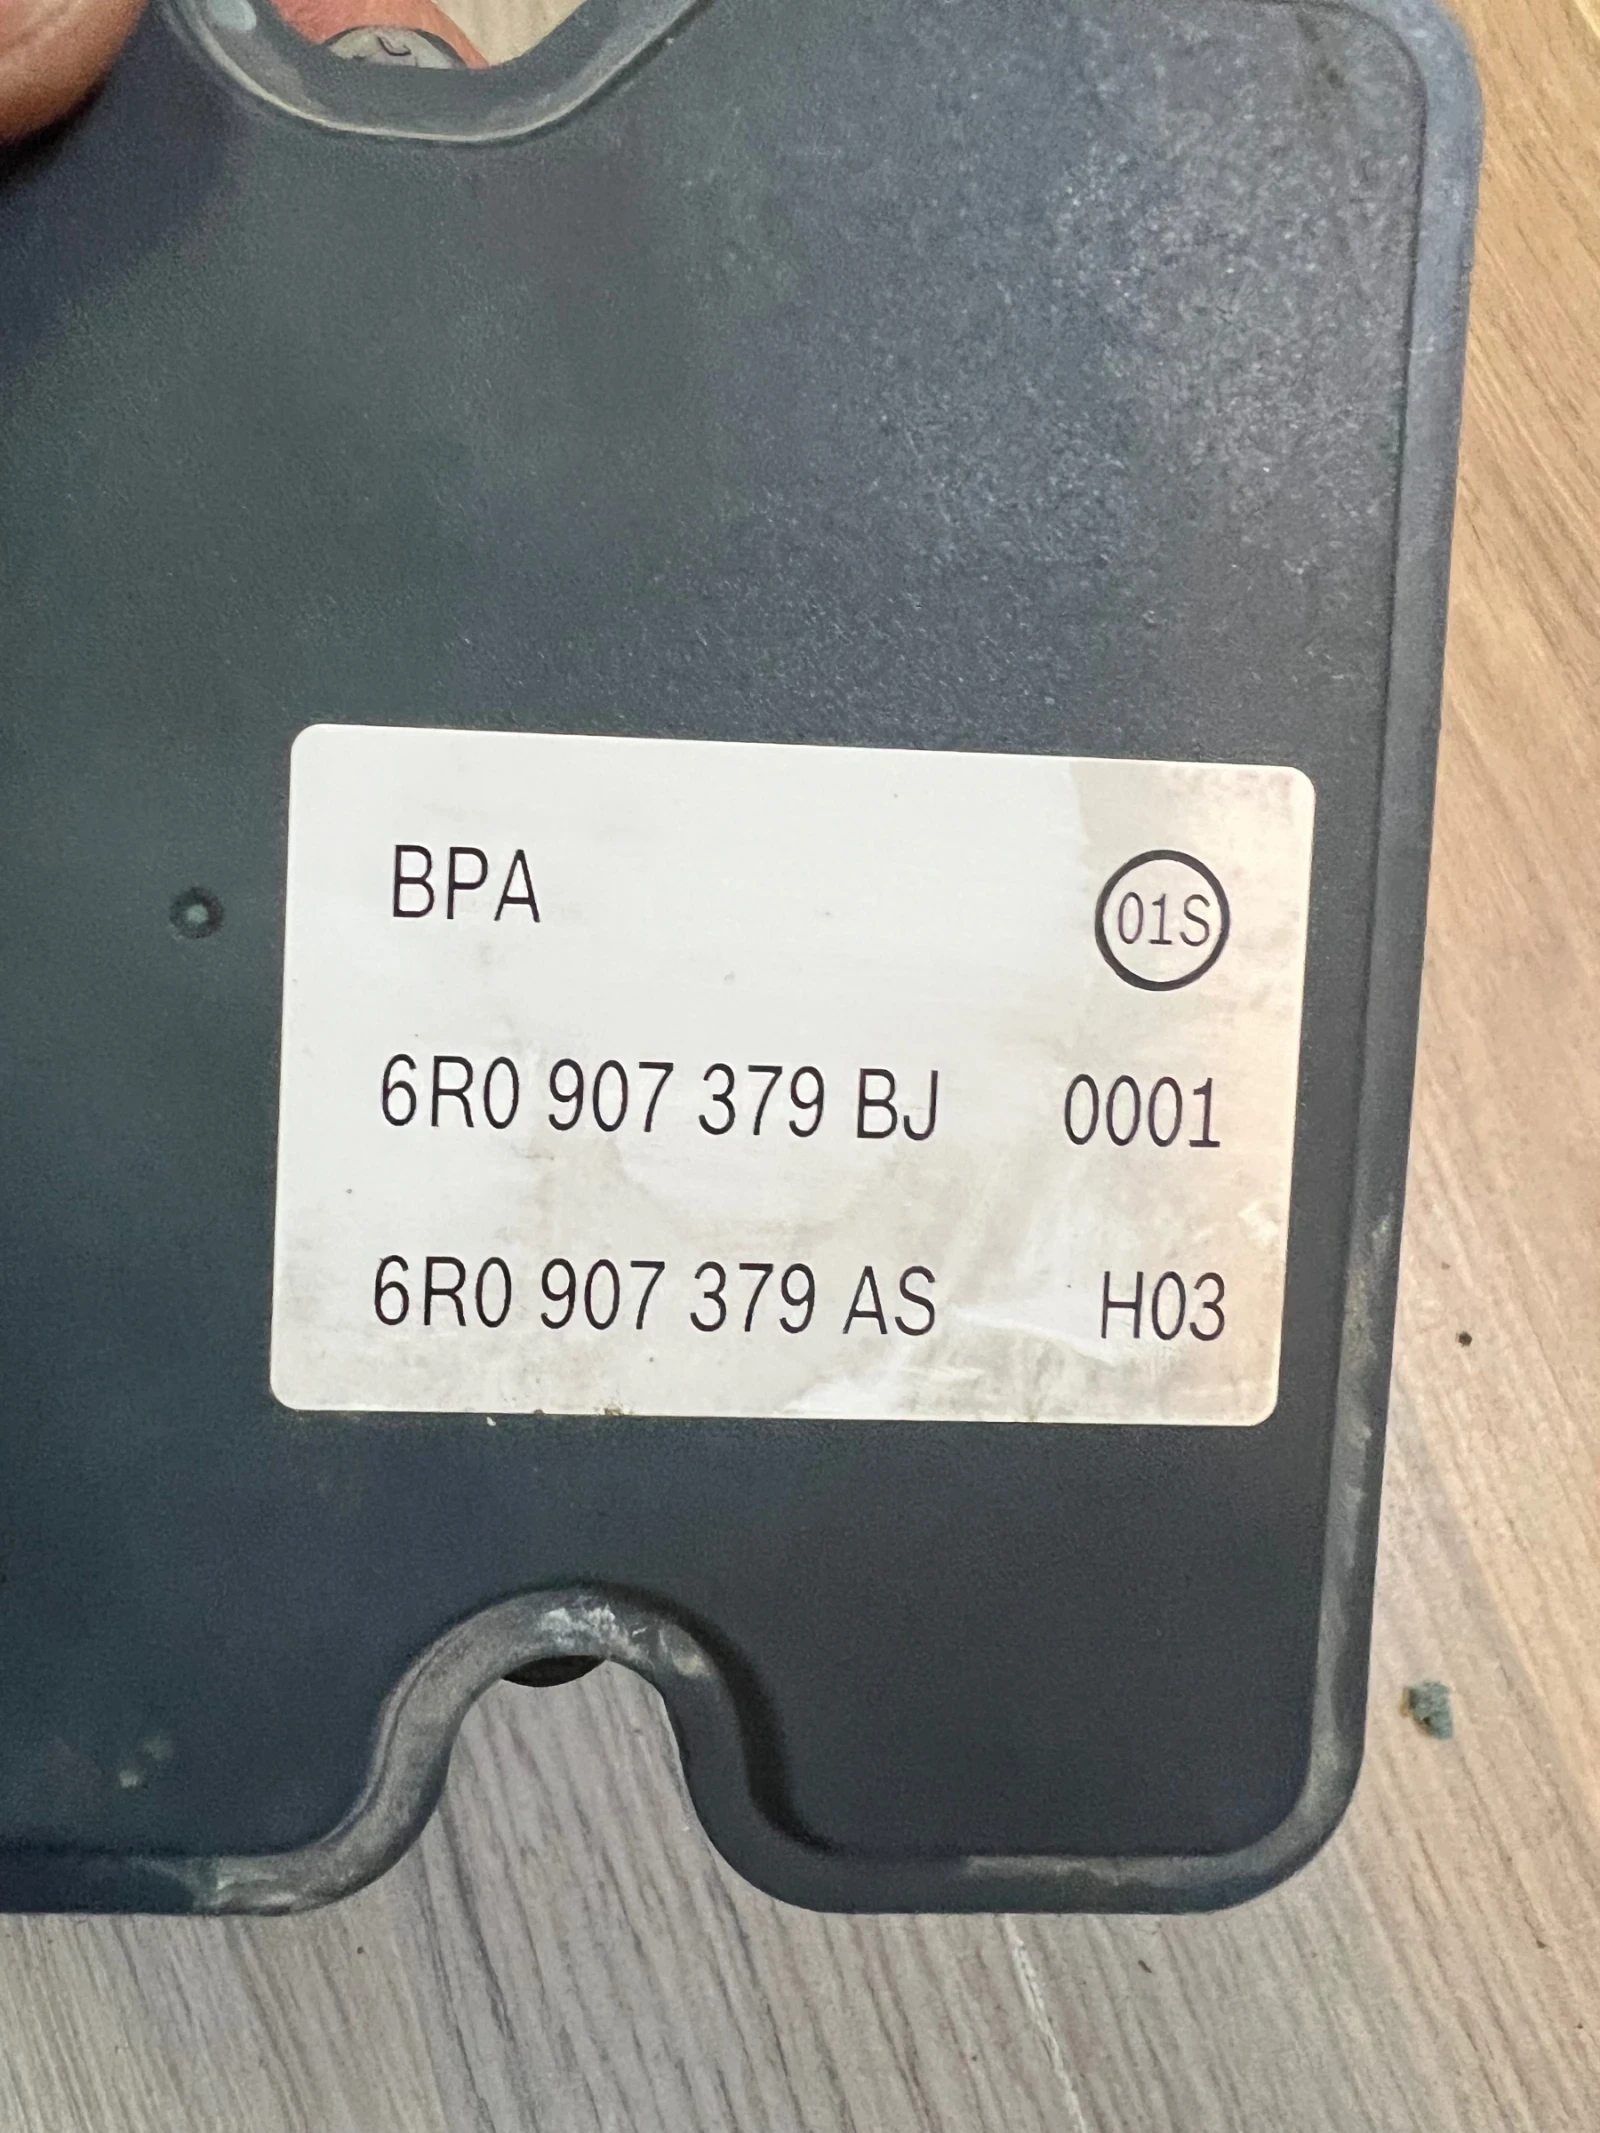 BPA 01S
6R0 907 379 BJ 0001
6R0 907 379 AS H03